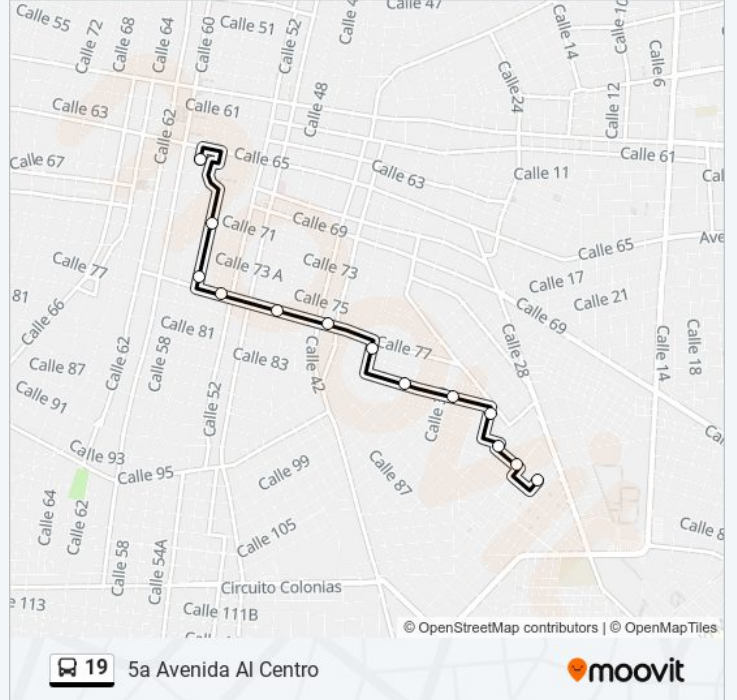 Calle 47
Calle 55
Calle 72
Calle 68
Calle 64
Calle 60
Calle 51
Calle 52
Calle 14
Calle 6
Calle 24
Calle 12
Calle 48
Calle 63
Calle 61
Calle 62
Calle 67
Calle 65
Calle 63
Calle 11
Calle 61
Calle 71
Calle 69
Calle 65
Calle 77
Calle 73 A
Calle 73
Calle 17
Calle 21
81
Calle 66
Calle 75
Calle 69
Calle 81
Calle 77
Calle 28
Calle 14
Calle 18
Calle 87
Calle 62
Calle 58
Calle 83
Calle 42
Calle 91
Calle 52
Calle
Calle 93
Calle 95
Calle 99
Calle 87
Calle 64
Calle 62
Calle 105
Calle 58
Calle 54A
Circuito Colonias
113
Calle 111B
© OpenStreetMap contributors | © OpenMapTiles
19 5a Avenida Al Centro
moovit